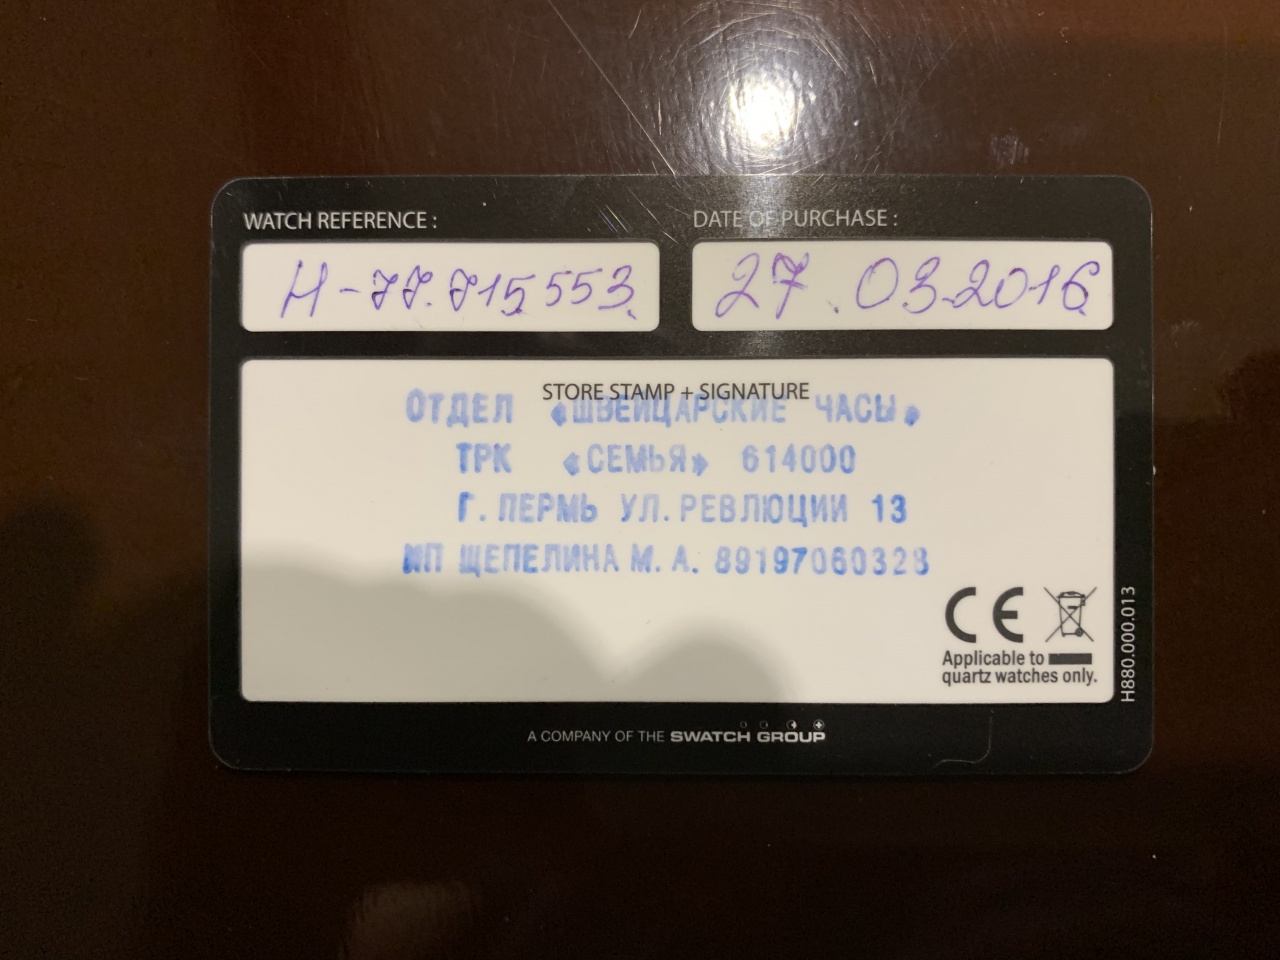 WATCH REFERENCE :
H-77.715553.
DATE OF PURCHASE :
27.03.2016
STORE STAMP + SIGNATURE
ОТДЕЛ «ШВЕЙЦАРСКИЕ ЧАСЫ»
ТРК «СЕМЬЯ» 614000
Г. ПЕРМЬ УЛ. РЕВЛЮЦИИ 13
ИП ЩЕПЕЛИНА М. А. 89197060328
CE
Applicable to
quartz watches only.
H880.000.013
A COMPANY OF THE SWATCH GROUP